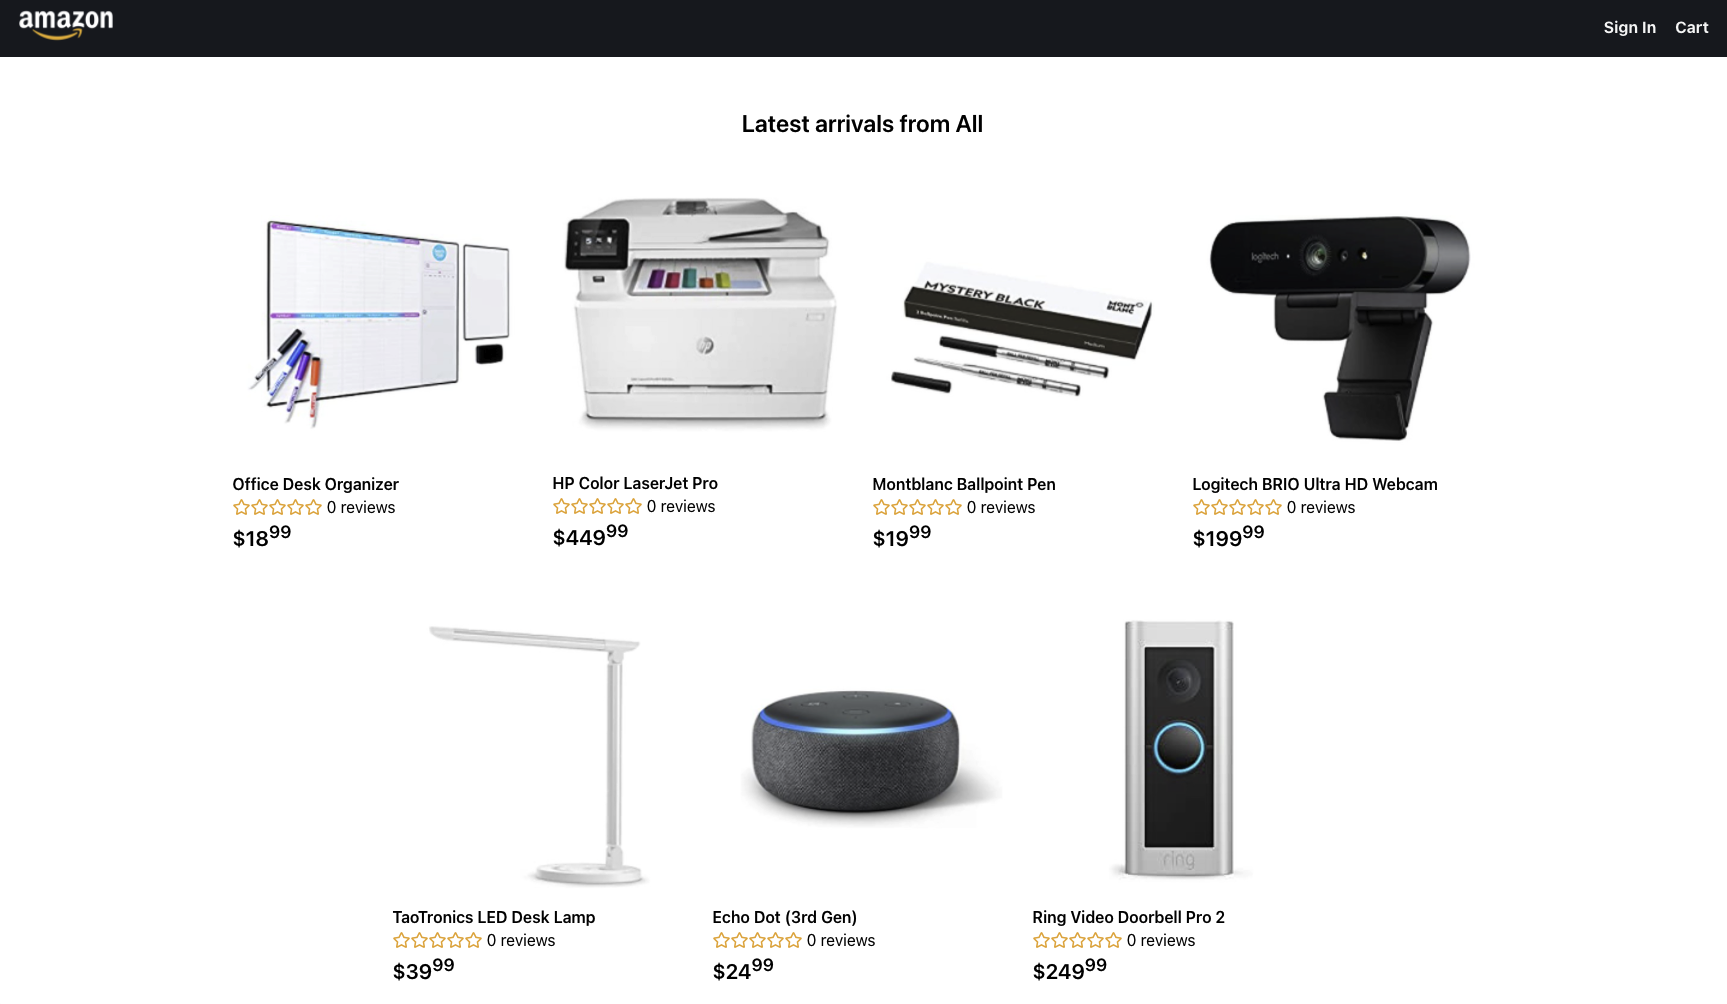 amazon
Sign In Cart
Latest arrivals from All
hp
MYSTERY BLACK
MONT BLANC
Medium
logitech
Office Desk Organizer
0 reviews
$18 99
HP Color LaserJet Pro
0 reviews
$449 99
Montblanc Ballpoint Pen
0 reviews
$19 99
Logitech BRIO Ultra HD Webcam
0 reviews
$199 99
ring
TaoTronics LED Desk Lamp
0 reviews
$39 99
Echo Dot (3rd Gen)
0 reviews
$24 99
Ring Video Doorbell Pro 2
0 reviews
$249 99